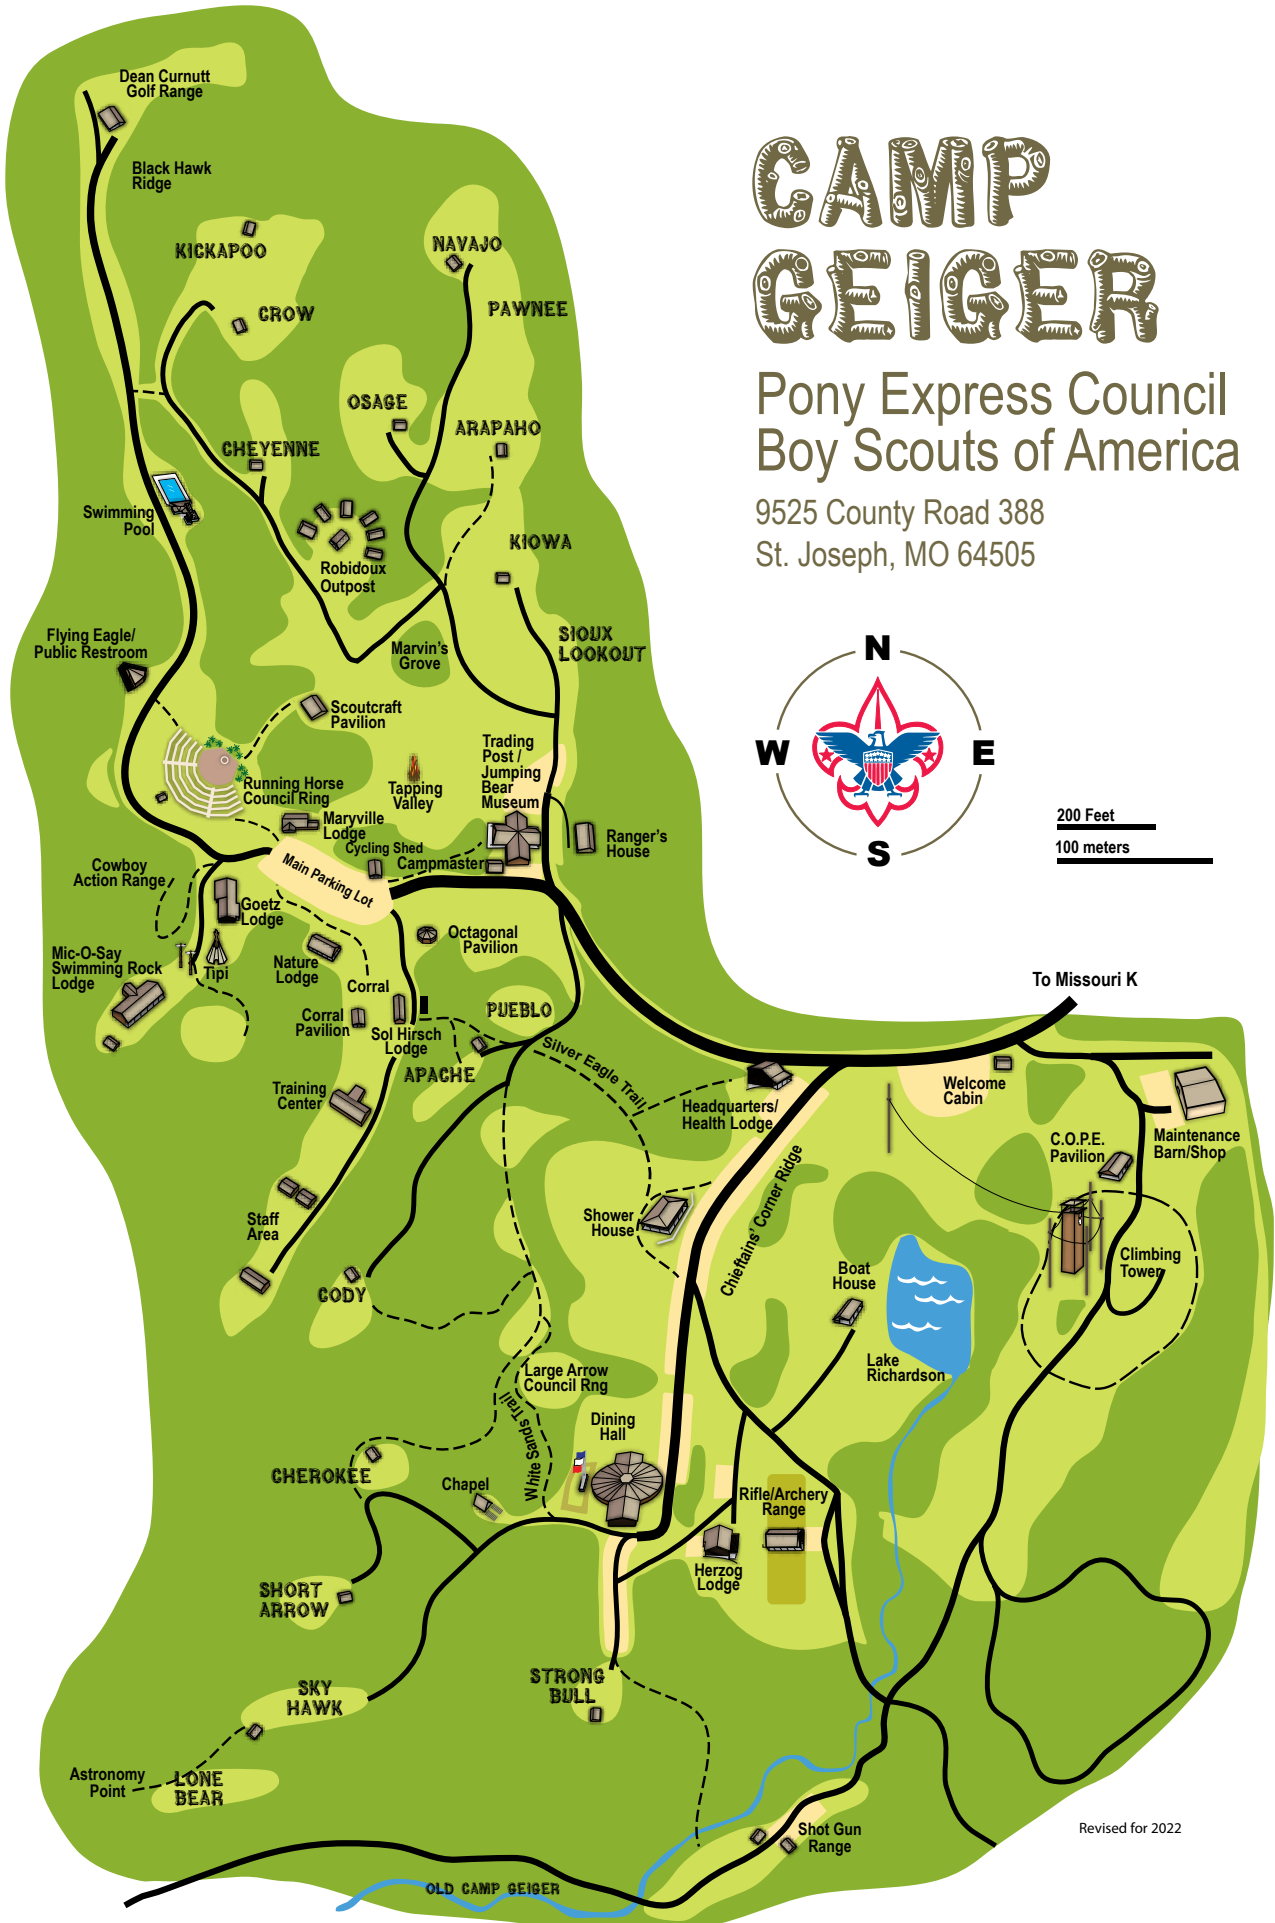 Dean Curnutt
Golf Range
Black Hawk
Ridge
CAMP
GEIGER
Pony Express Council
Boy Scouts of America
9525 County Road 388
St. Joseph, MO 64505
KICKAPOO
NAVAJO
CROW
PAWNEE
OSAGE
ARAPAHO
CHEYENNE
Swimming
Pool
KIOWA
Robidoux
Outpost
Flying Eagle/
Public Restroom
Marvin's
Grove
SIOUX
LOOKOUT
N
W
E
S
Scoutcraft
Pavilion
Trading
Post /
Jumping
Bear
Museum
Running Horse
Council Ring
Tapping
Valley
200 Feet
100 meters
Maryville
Lodge
Cycling Shed
Campmaster
Ranger's
House
Main Parking Lot
Cowboy
Action Range
Goetz
Lodge
Octagonal
Pavilion
Mic-O-Say
Swimming Rock
Lodge
Tipi
Nature
Lodge
Corral
To Missouri K
Corral
Pavilion
Sol Hirsch
Lodge
PUEBLO
Silver Eagle Trail
APACHE
Training
Center
Headquarters/
Health Lodge
Welcome
Cabin
C.O.P.E.
Pavilion
Maintenance
Barn/Shop
Chieftains' Corner Ridge
Shower
House
Staff
Area
Climbing
Tower
Boat
House
CODY
Lake
Richardson
Large Arrow
Council Rng
White Sands Trail
Dining
Hall
CHEROKEE
Chapel
Rifle/Archery
Range
Herzog
Lodge
SHORT
ARROW
STRONG
BULL
SKY
HAWK
Astronomy
Point
LONE
BEAR
Shot Gun
Range
Revised for 2022
OLD CAMP GEIGER